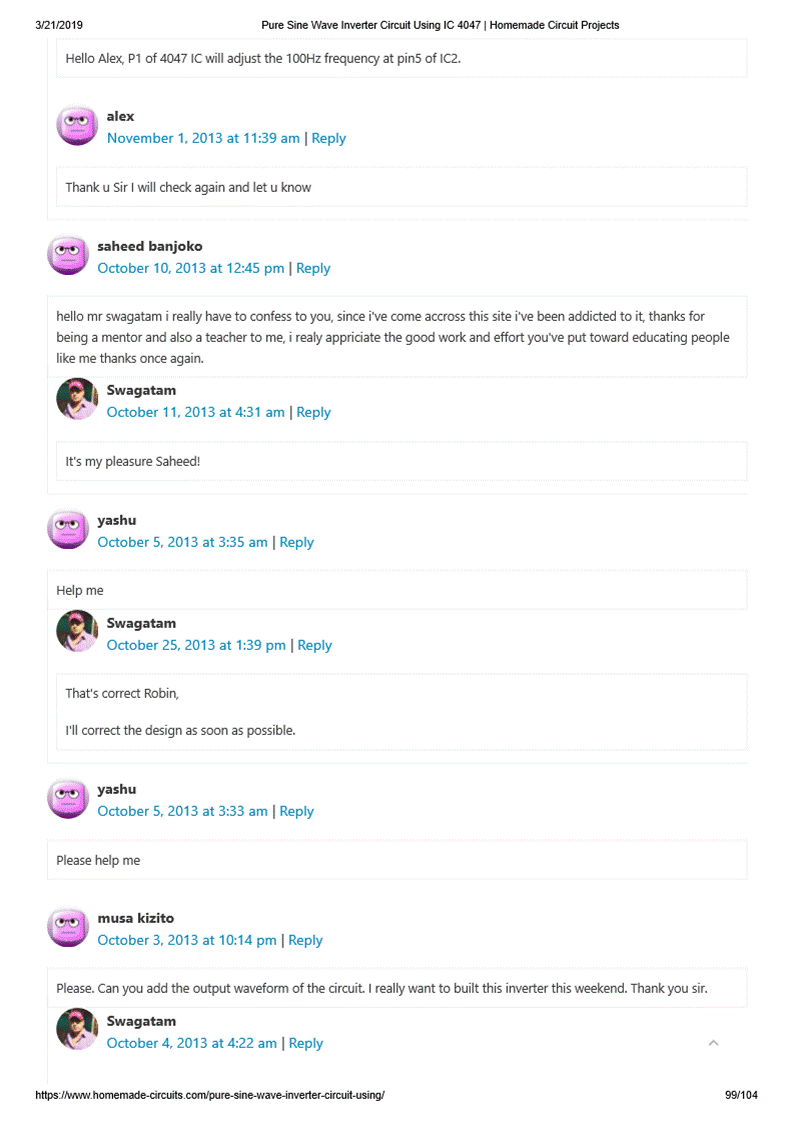 3/21/2019 Pure Sine Wave Inverter Circuit Using IC 4047 | Homemade Circuit Projects
Hello Alex, P1 of 4047 IC will adjust the 100Hz frequency at pin5 of IC2.
alex
November 1, 2013 at 11:39 am | Reply
Thank u Sir I will check again and let u know
saheed banjoko
October 10, 2013 at 12:45 pm | Reply
hello mr swagatam i really have to confess to you, since i've come accross this site i've been addicted to it, thanks for
being a mentor and also a teacher to me, i realy appriciate the good work and effort you've put toward educating people
like me thanks once again.
Swagatam
October 11, 2013 at 4:31 am | Reply
It's my pleasure Saheed!
yashu
October 5, 2013 at 3:35 am | Reply
Help me
Swagatam
October 25, 2013 at 1:39 pm | Reply
That's correct Robin,
I'll correct the design as soon as possible.
yashu
October 5, 2013 at 3:33 am | Reply
Please help me
musa kizito
October 3, 2013 at 10:14 pm | Reply
Please. Can you add the output waveform of the circuit. I really want to built this inverter this weekend. Thank you sir.
Swagatam
October 4, 2013 at 4:22 am | Reply
https://www.homemade-circuits.com/pure-sine-wave-inverter-circuit-using/ 99/104